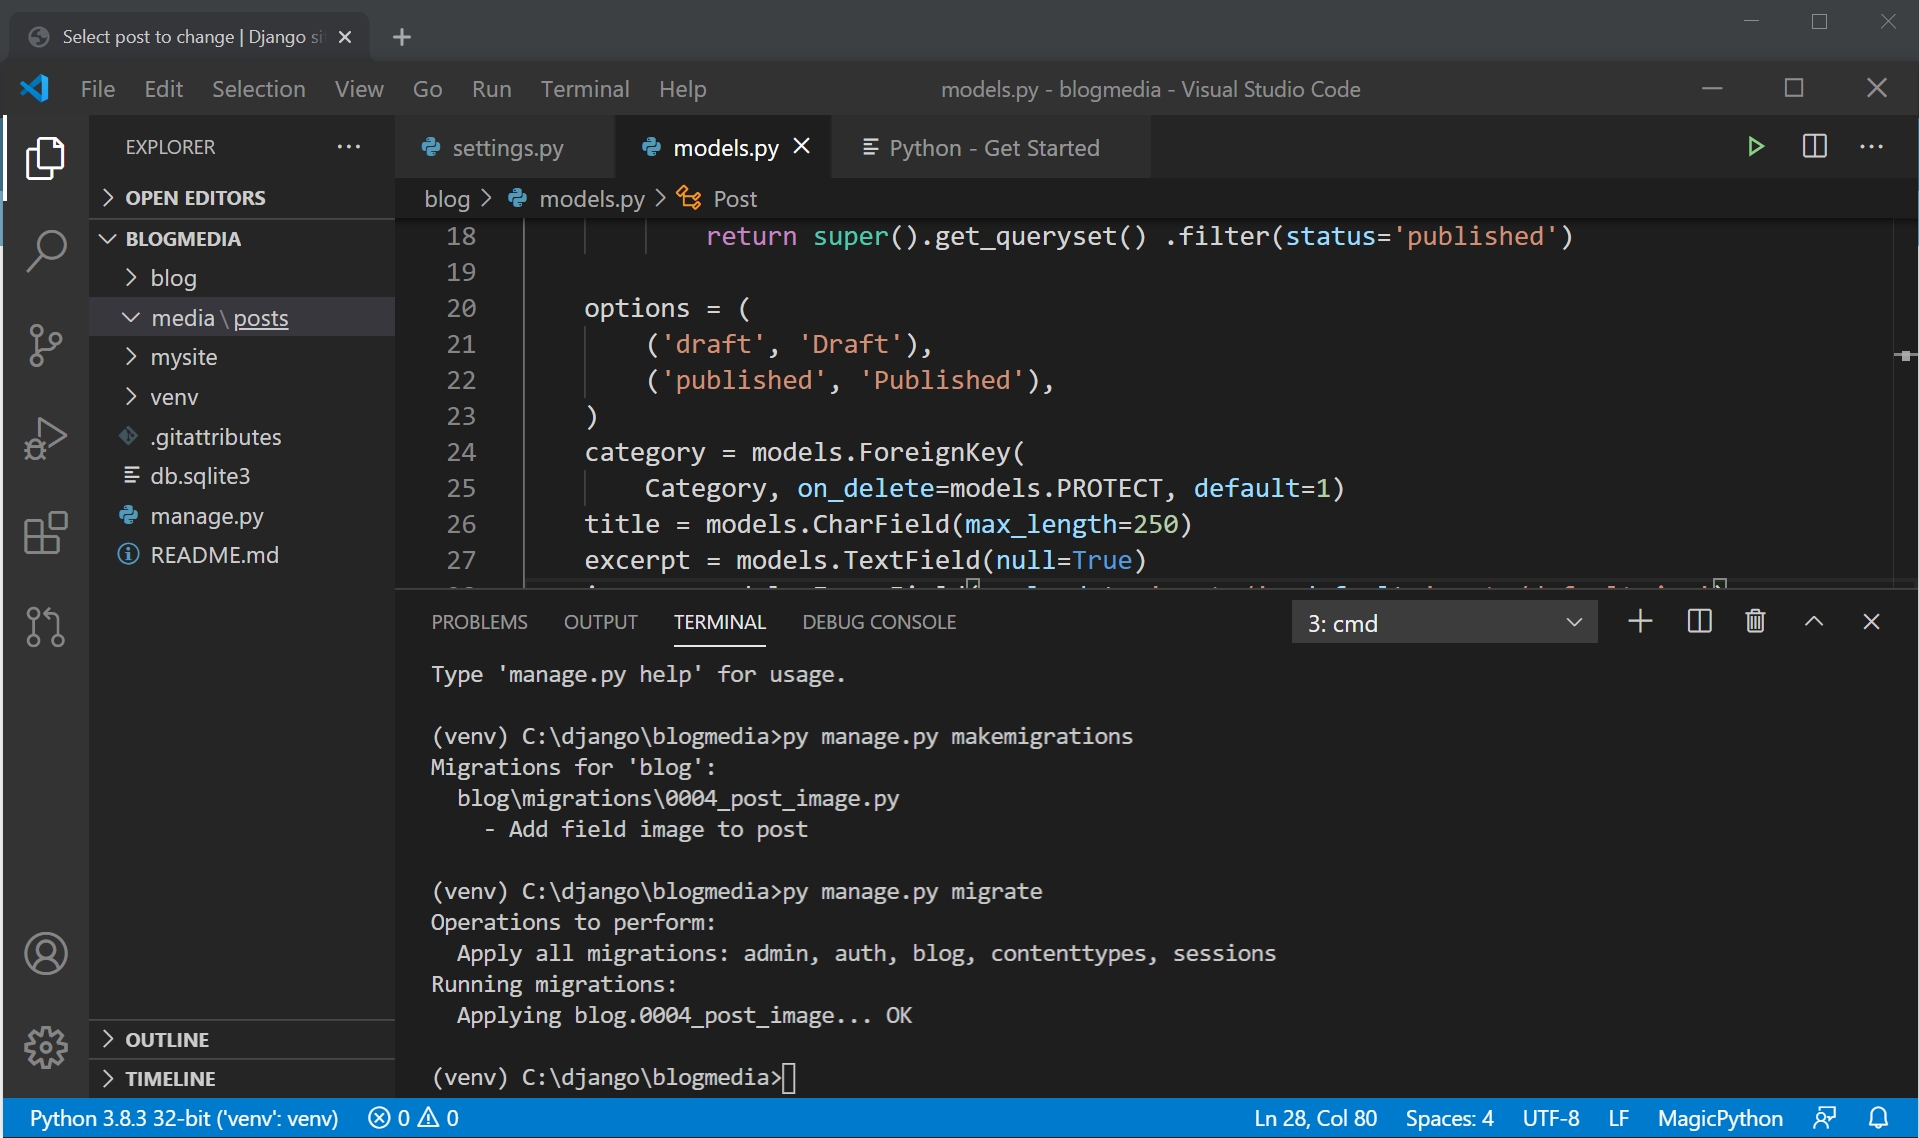 Select post to change | Django si
File Edit Selection View Go Run Terminal Help
models.py - blogmedia - Visual Studio Code
EXPLORER
OPEN EDITORS
BLOGMEDIA
blog
media\posts
mysite
venv
.gitattributes
db.sqlite3
manage.py
README.md
OUTLINE
TIMELINE
settings.py
models.py
Python - Get Started
blog > models.py > Post
18 return super().get_queryset() .filter(status='published')
19
20 options = (
21 ('draft', 'Draft'),
22 ('published', 'Published'),
23 )
24 category = models.ForeignKey(
25 Category, on_delete=models.PROTECT, default=1)
26 title = models.CharField(max_length=250)
27 excerpt = models.TextField(null=True)
PROBLEMS OUTPUT TERMINAL DEBUG CONSOLE
3: cmd
Type 'manage.py help' for usage.
(venv) C:\django\blogmedia>py manage.py makemigrations
Migrations for 'blog':
blog\migrations\0004_post_image.py
- Add field image to post
(venv) C:\django\blogmedia>py manage.py migrate
Operations to perform:
Apply all migrations: admin, auth, blog, contenttypes, sessions
Running migrations:
Applying blog.0004_post_image... OK
(venv) C:\django\blogmedia>
Python 3.8.3 32-bit ('venv': venv) 0 0
Ln 28, Col 80 Spaces: 4 UTF-8 LF MagicPython